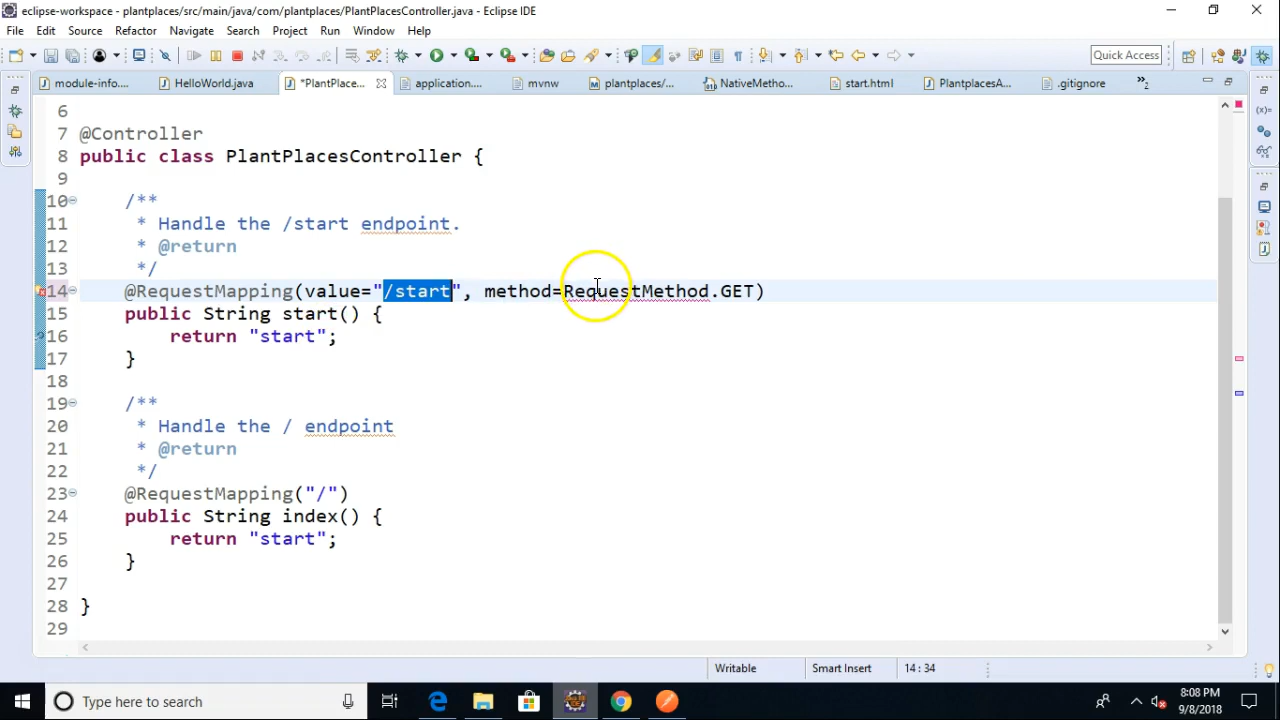 eclipse-workspace - plantplaces/src/main/java/com/plantplaces/PlantPlacesController.java - Eclipse IDE
File Edit Source Refactor Navigate Search Project Run Window Help
Quick Access
module-info.... HelloWorld.java *PlantPlace... application.... mvnw plantplaces/... NativeMetho... start.html PlantplacesA... .gitignore
6
7 @Controller
8 public class PlantPlacesController {
9
10 /**
11 * Handle the /start endpoint.
12 * @return
13 */
14 @RequestMapping(value="/start", method=RequestMethod.GET)
15 public String start() {
16 return "start";
17 }
18
19 /**
20 * Handle the / endpoint
21 * @return
22 */
23 @RequestMapping("/")
24 public String index() {
25 return "start";
26 }
27
28 }
29
Writable Smart Insert 14 : 34
Type here to search
8:08 PM
9/8/2018